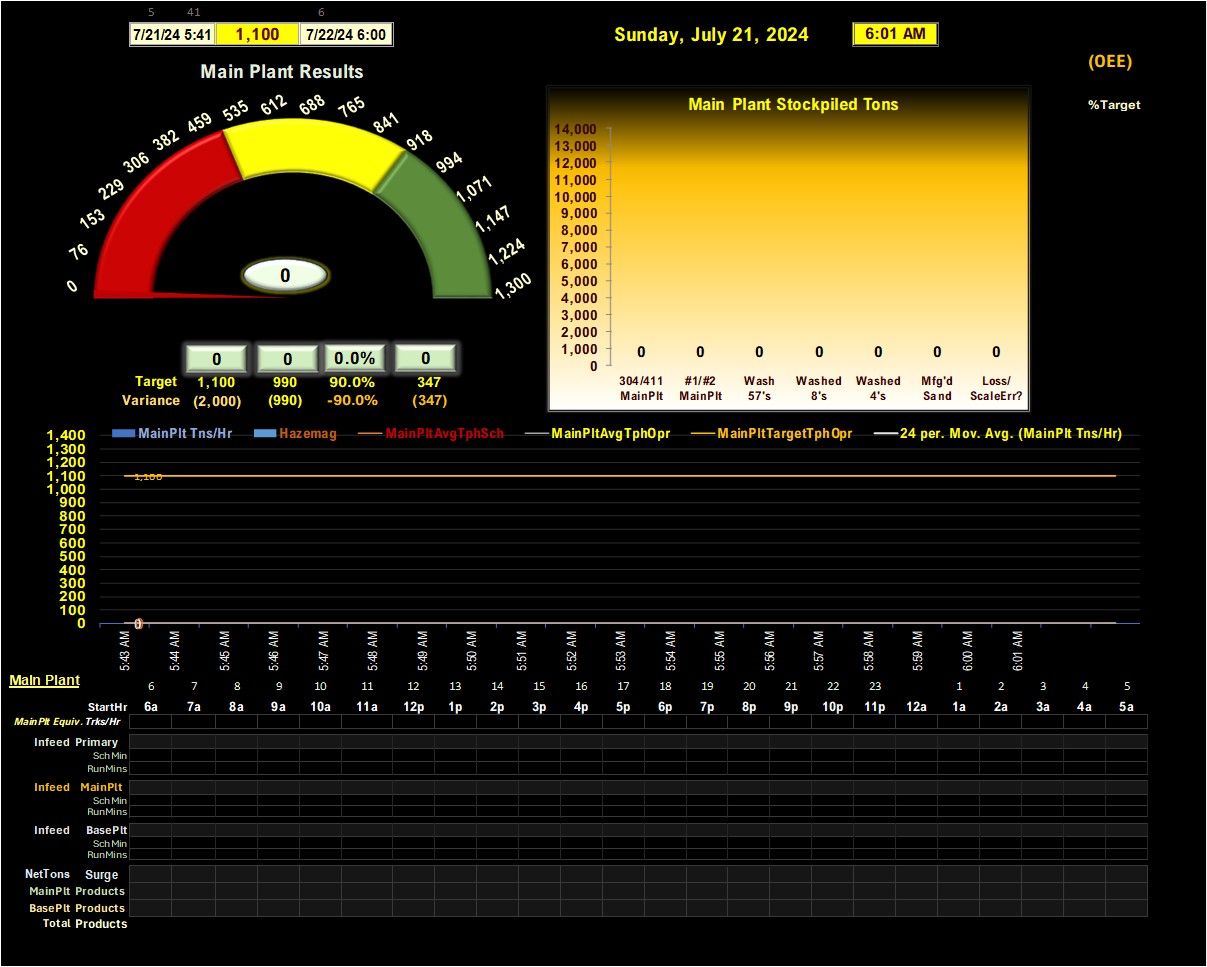 5 41 6
7/21/24 5:41 1,100 7/22/24 6:00
Sunday, July 21, 2024 6:01 AM
(OEE)
%Target
Main Plant Results
0 76 153 229 306 382 459 535 612 688 765 841 918 994 1,071 1,147 1,224 1,300
0
0 0 0.0% 0
Target 1,100 990 90.0% 347
Variance (2,000) (990) -90.0% (347)
Main Plant Stockpiled Tons
14,000
13,000
12,000
11,000
10,000
9,000
8,000
7,000
6,000
5,000
4,000
3,000
2,000
1,000
0
0 0 0 0 0 0 0
304/411 #1/#2 Wash Washed Washed Mfg'd Loss/
MainPlt MainPlt 57's 8's 4's Sand ScaleErr?
MainPlt Tns/Hr Hazemag MainPltAvgTphSch MainPltAvgTphOpr MainPltTargetTphOpr 24 per. Mov. Avg. (MainPlt Tns/Hr)
1,400
1,300
1,200
1,100 1,100
1,000
900
800
700
600
500
400
300
200
100
0 0
5:43 AM 5:44 AM 5:45 AM 5:46 AM 5:47 AM 5:48 AM 5:49 AM 5:50 AM 5:51 AM 5:52 AM 5:53 AM 5:54 AM 5:55 AM 5:56 AM 5:57 AM 5:58 AM 5:59 AM 6:00 AM 6:01 AM
Main Plant
6 7 8 9 10 11 12 13 14 15 16 17 18 19 20 21 22 23 1 2 3 4 5
StartHr 6a 7a 8a 9a 10a 11a 12p 1p 2p 3p 4p 5p 6p 7p 8p 9p 10p 11p 12a 1a 2a 3a 4a 5a
MainPlt Equiv. Trks/Hr
Infeed Primary
SchMin
RunMins
Infeed MainPlt
SchMin
RunMins
Infeed BasePlt
SchMin
RunMins
NetTons Surge
MainPlt Products
BasePlt Products
Total Products